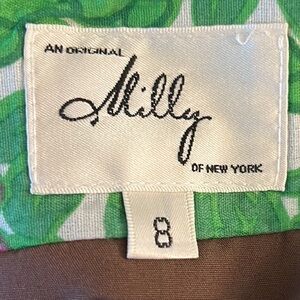 AN ORIGINAL
Milly
OF NEW YORK
8